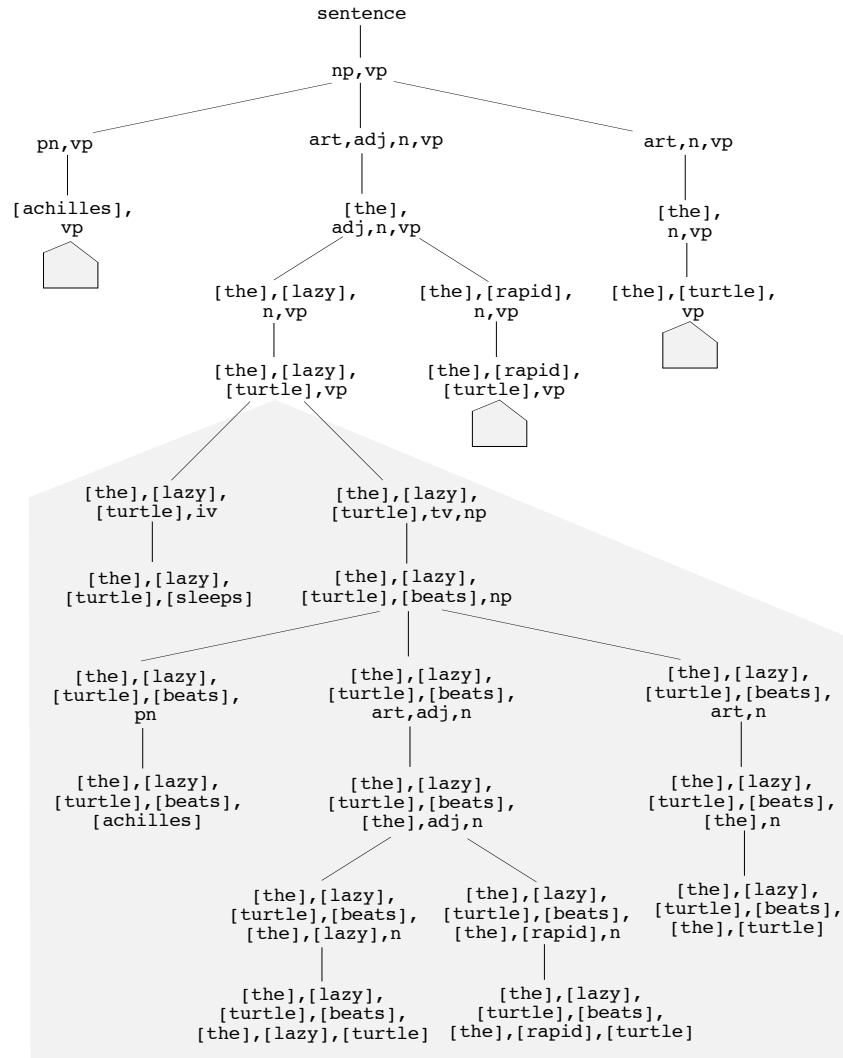 sentence
np,vp
pn,vp
art,adj,n,vp
art,n,vp
[achilles],
vp
[the],
adj,n,vp
[the],
n,vp
[the],[lazy],
n,vp
[the],[rapid],
n,vp
[the],[turtle],
vp
[the],[lazy],
[turtle],vp
[the],[rapid],
[turtle],vp
[the],[lazy],
[turtle],iv
[the],[lazy],
[turtle],tv,np
[the],[lazy],
[turtle],[sleeps]
[the],[lazy],
[turtle],[beats],np
[the],[lazy],
[turtle],[beats],
pn
[the],[lazy],
[turtle],[beats],
art,adj,n
[the],[lazy],
[turtle],[beats],
art,n
[the],[lazy],
[turtle],[beats],
[achilles]
[the],[lazy],
[turtle],[beats],
[the],adj,n
[the],[lazy],
[turtle],[beats],
[the],n
[the],[lazy],
[turtle],[beats],
[the],[lazy],n
[the],[lazy],
[turtle],[beats],
[the],[rapid],n
[the],[lazy],
[turtle],[beats],
[the],[turtle]
[the],[lazy],
[turtle],[beats],
[the],[lazy],[turtle]
[the],[lazy],
[turtle],[beats],
[the],[rapid],[turtle]